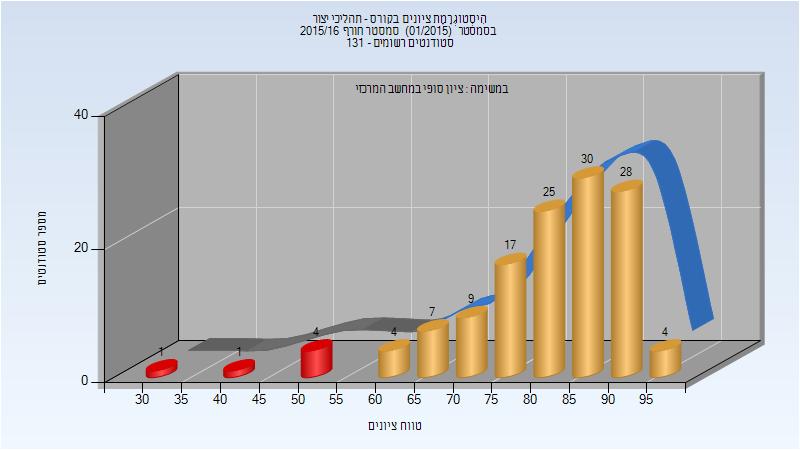 היסטוגרמת ציונים בקורס - תהליכי יצור
בסמסטר (01/2015) סמסטר חורף 2015/16
סטודנטים רשומים - 131
במשימה : ציון סופי במחשב המרכזי
מספר סטודנטים
40
20
0
1
1
4
4
7
9
17
25
30
28
4
30 35 40 45 50 55 60 65 70 75 80 85 90 95
טווח ציונים